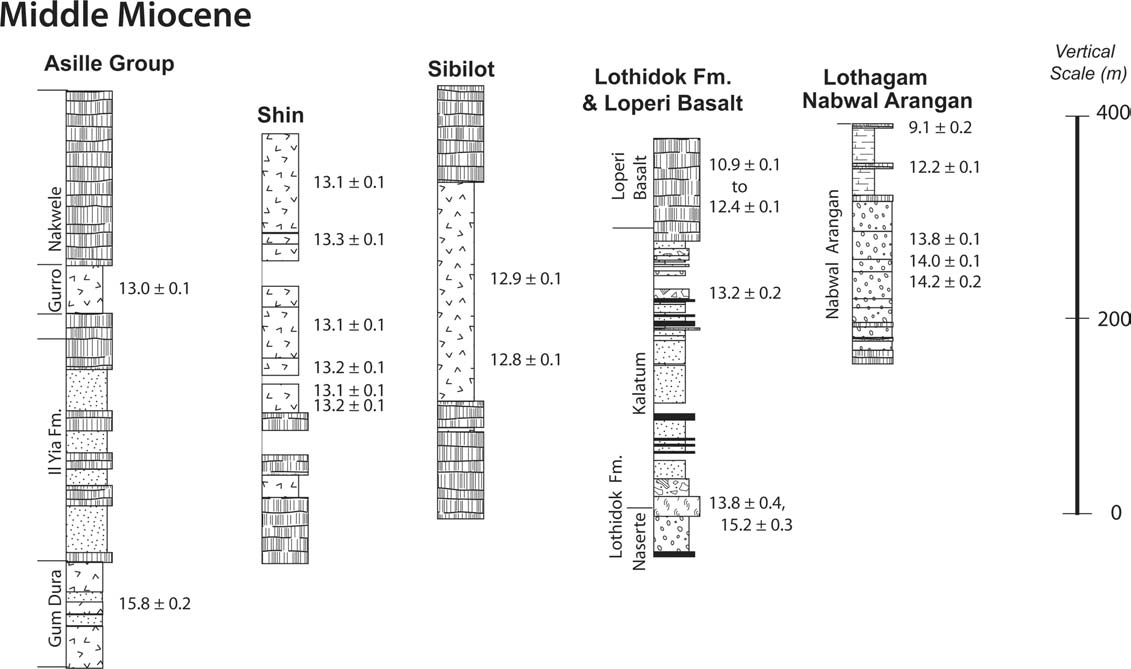 Middle Miocene
Asille Group
Nakwele
Gurro
13.0 ± 0.1
Il Yia Fm.
Gum Dura
15.8 ± 0.2
Shin
13.1 ± 0.1
13.3 ± 0.1
13.1 ± 0.1
13.2 ± 0.1
13.1 ± 0.1
13.2 ± 0.1
Sibilot
12.9 ± 0.1
12.8 ± 0.1
Lothidok Fm.
& Loperi Basalt
Loperi
Basalt
10.9 ± 0.1
to
12.4 ± 0.1
13.2 ± 0.2
Kalatum
Lothidok Fm.
Naserte
13.8 ± 0.4,
15.2 ± 0.3
Lothagam
Nabwal Arangan
Nabwal Arangan
9.1 ± 0.2
12.2 ± 0.1
13.8 ± 0.1
14.0 ± 0.1
14.2 ± 0.2
Vertical
Scale (m)
400
200
0